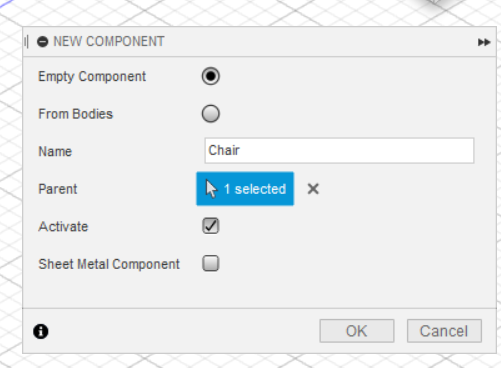 NEW COMPONENT
Empty Component
From Bodies
Name Chair
Parent 1 selected
Activate
Sheet Metal Component
OK Cancel